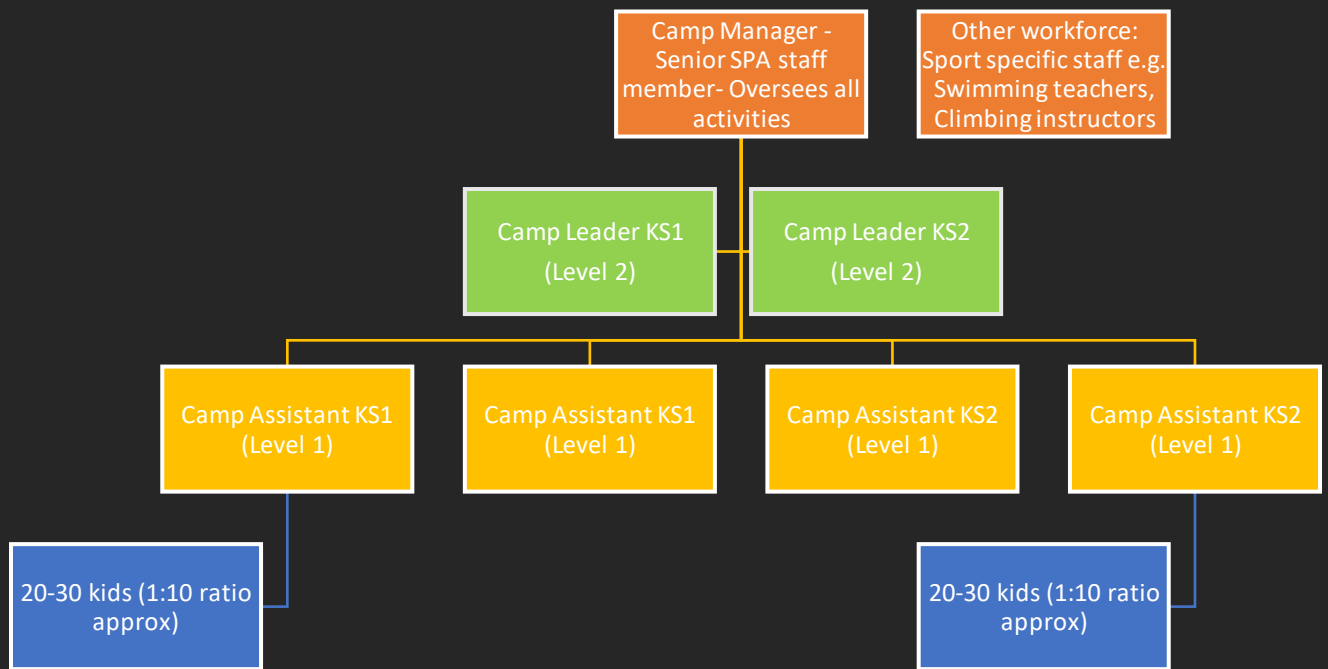 Camp Manager -
Senior SPA staff
member- Oversees all
activities
Other workforce:
Sport specific staff e.g.
Swimming teachers,
Climbing instructors
Camp Leader KS1
(Level 2)
Camp Leader KS2
(Level 2)
Camp Assistant KS1
(Level 1)
Camp Assistant KS1
(Level 1)
Camp Assistant KS2
(Level 1)
Camp Assistant KS2
(Level 1)
20-30 kids (1:10 ratio
approx)
20-30 kids (1:10 ratio
approx)